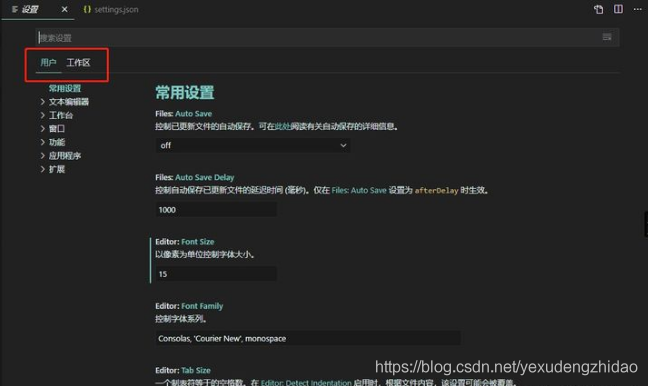 设置
{} settings.json
搜索设置
用户 工作区
常用设置
文本编辑器
工作台
窗口
功能
应用程序
扩展
常用设置
Files: Auto Save
控制已更新文件的自动保存。可在此处阅读有关自动保存的详细信息。
off
Files: Auto Save Delay
控制自动保存已更新文件的延迟时间 (毫秒)。仅在 Files: Auto Save 设置为 afterDelay 时生效。
1000
Editor: Font Size
以像素为单位控制字体大小。
15
Editor: Font Family
控制字体系列。
Consolas, 'Courier New', monospace
Editor: Tab Size
一个制表符等于的空格数。在 Editor: Detect Indentation 启用时，根据文件内容，该设置可能会被覆盖。
https://blog.csdn.net/yexudengzhidao